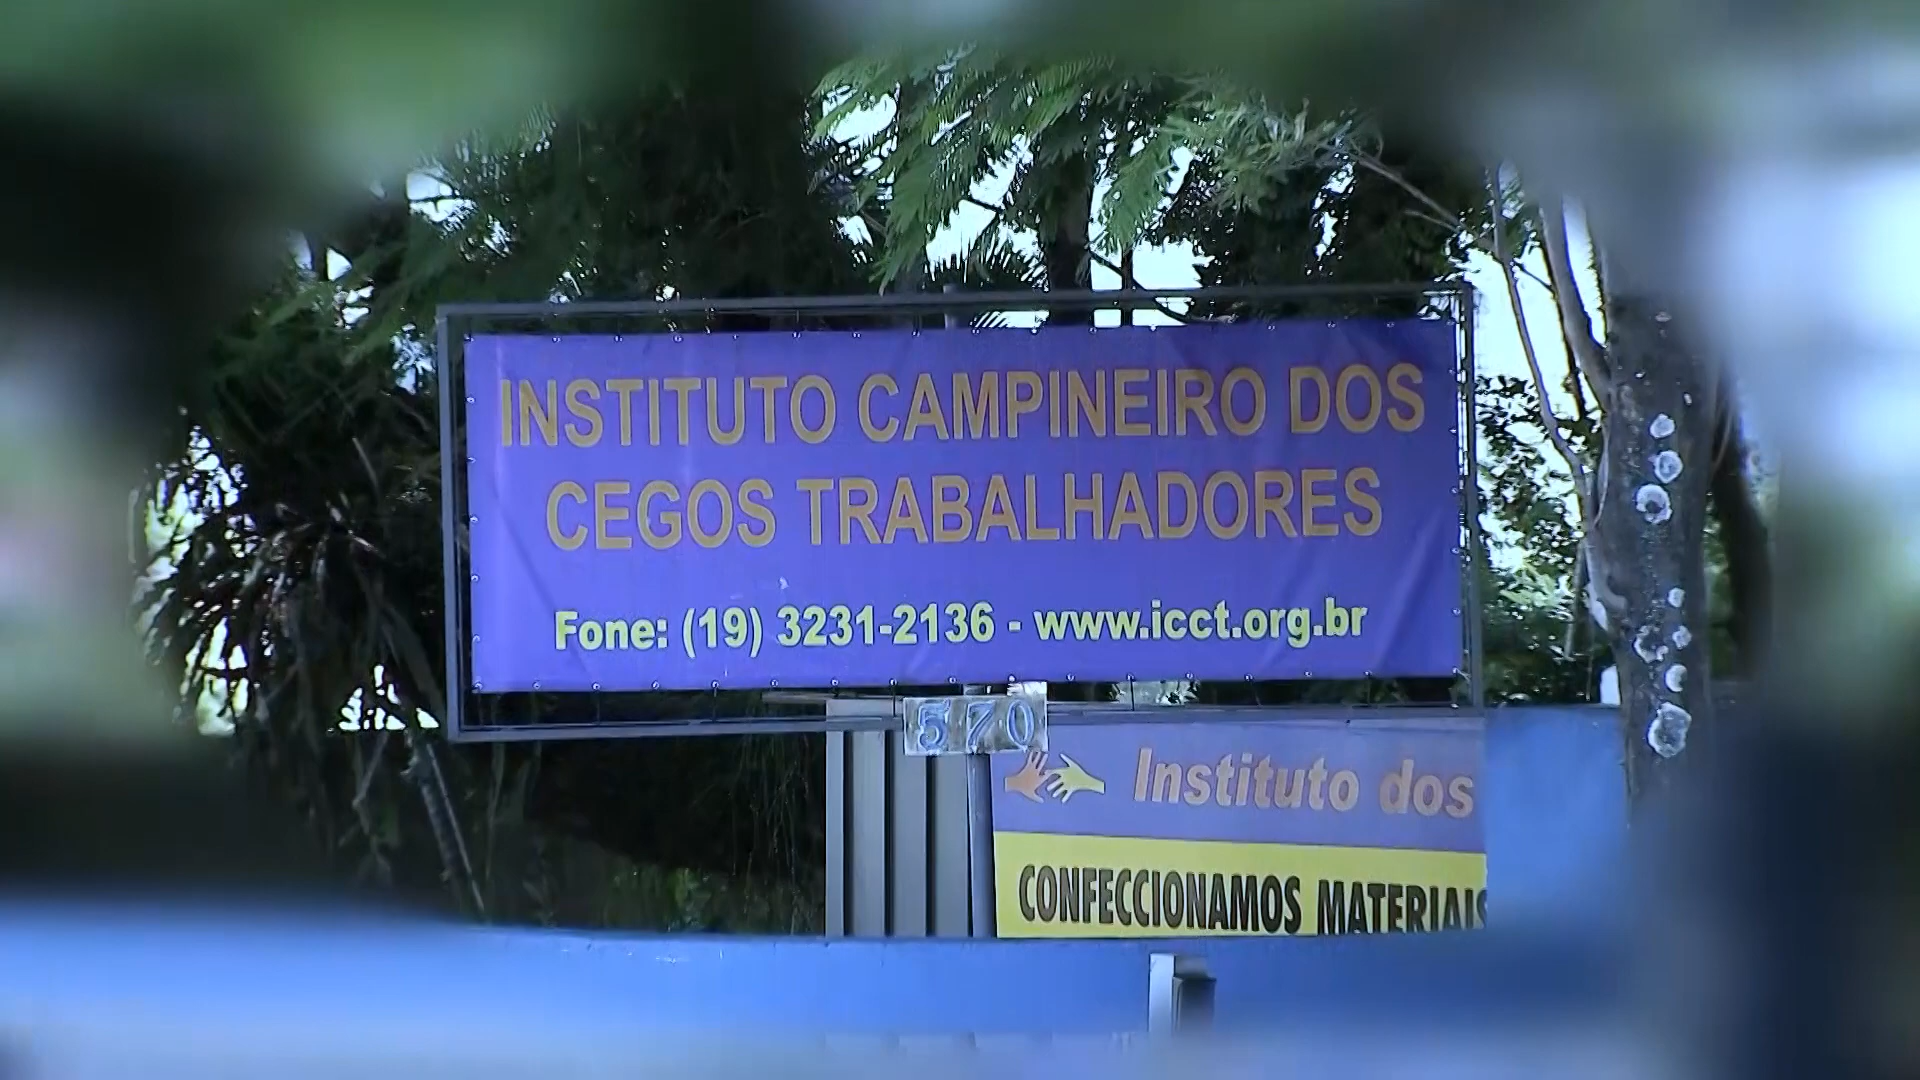 INSTITUTO CAMPINEIRO DOS
CEGOS TRABALHADORES
Fone: (19) 3231-2136 - www.icct.org.br
570
Instituto dos
CONFECCIONAMOS MATERIAIS